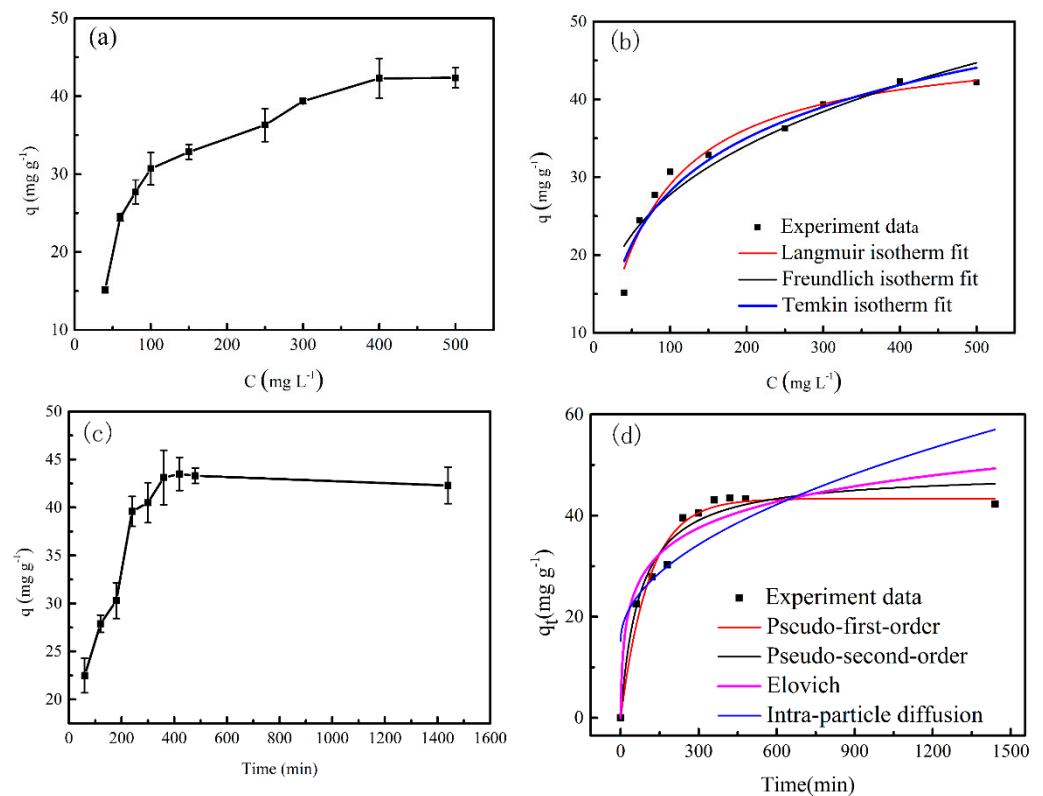 (a)
50
40
30
20
10
q (mg g-1)
0
100
200
300
400
500
C (mg L-1)
(b)
50
40
30
20
10
q (mg g-1)
Experiment data
Langmuir isotherm fit
Freundlich isotherm fit
Temkin isotherm fit
0
100
200
300
400
500
C (mg L-1)
(c)
50
45
40
35
30
25
20
q (mg g-1)
0
200
400
600
800
1000
1200
1400
1600
Time (min)
(d)
60
40
20
0
qt(mg g-1)
Experiment data
Pseudo-first-order
Pseudo-second-order
Elovich
Intra-particle diffusion
0
300
600
900
1200
1500
Time(min)